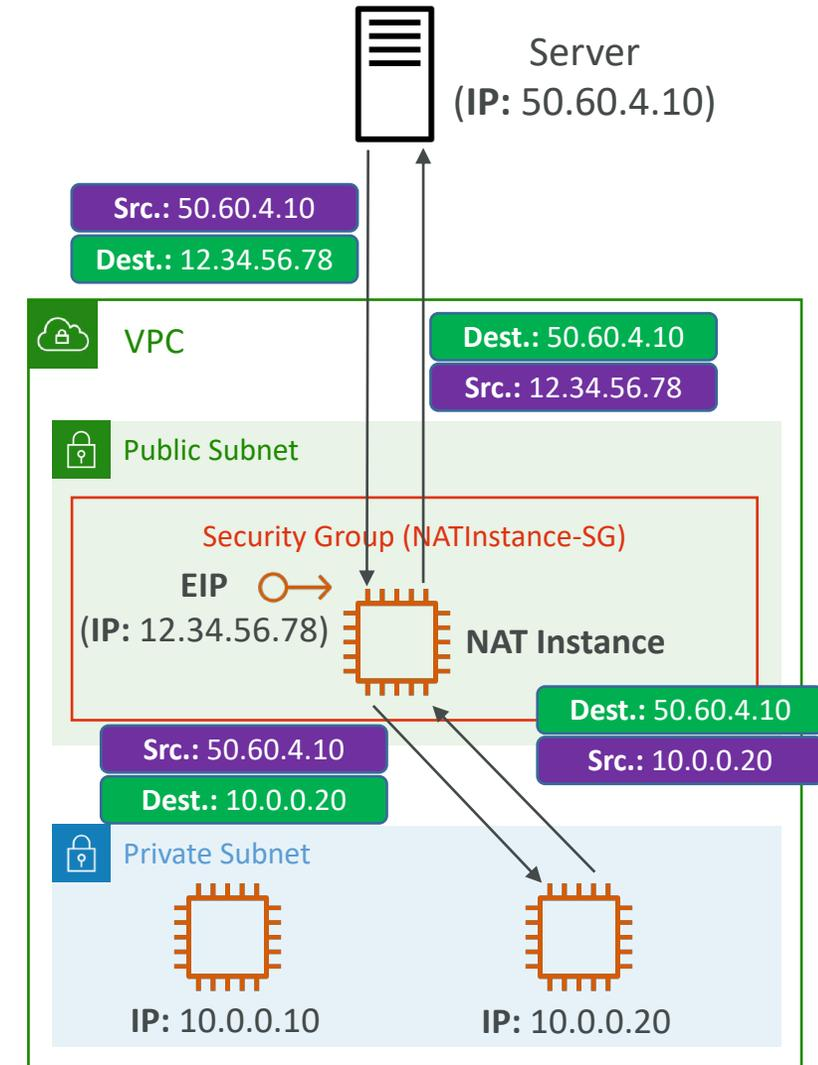 Server
(IP: 50.60.4.10)
Src.: 50.60.4.10
Dest.: 12.34.56.78
VPC
Dest.: 50.60.4.10
Src.: 12.34.56.78
Public Subnet
Security Group (NATInstance-SG)
EIP
(IP: 12.34.56.78)
NAT Instance
Dest.: 50.60.4.10
Src.: 10.0.0.20
Src.: 50.60.4.10
Dest.: 10.0.0.20
Private Subnet
IP: 10.0.0.10
IP: 10.0.0.20